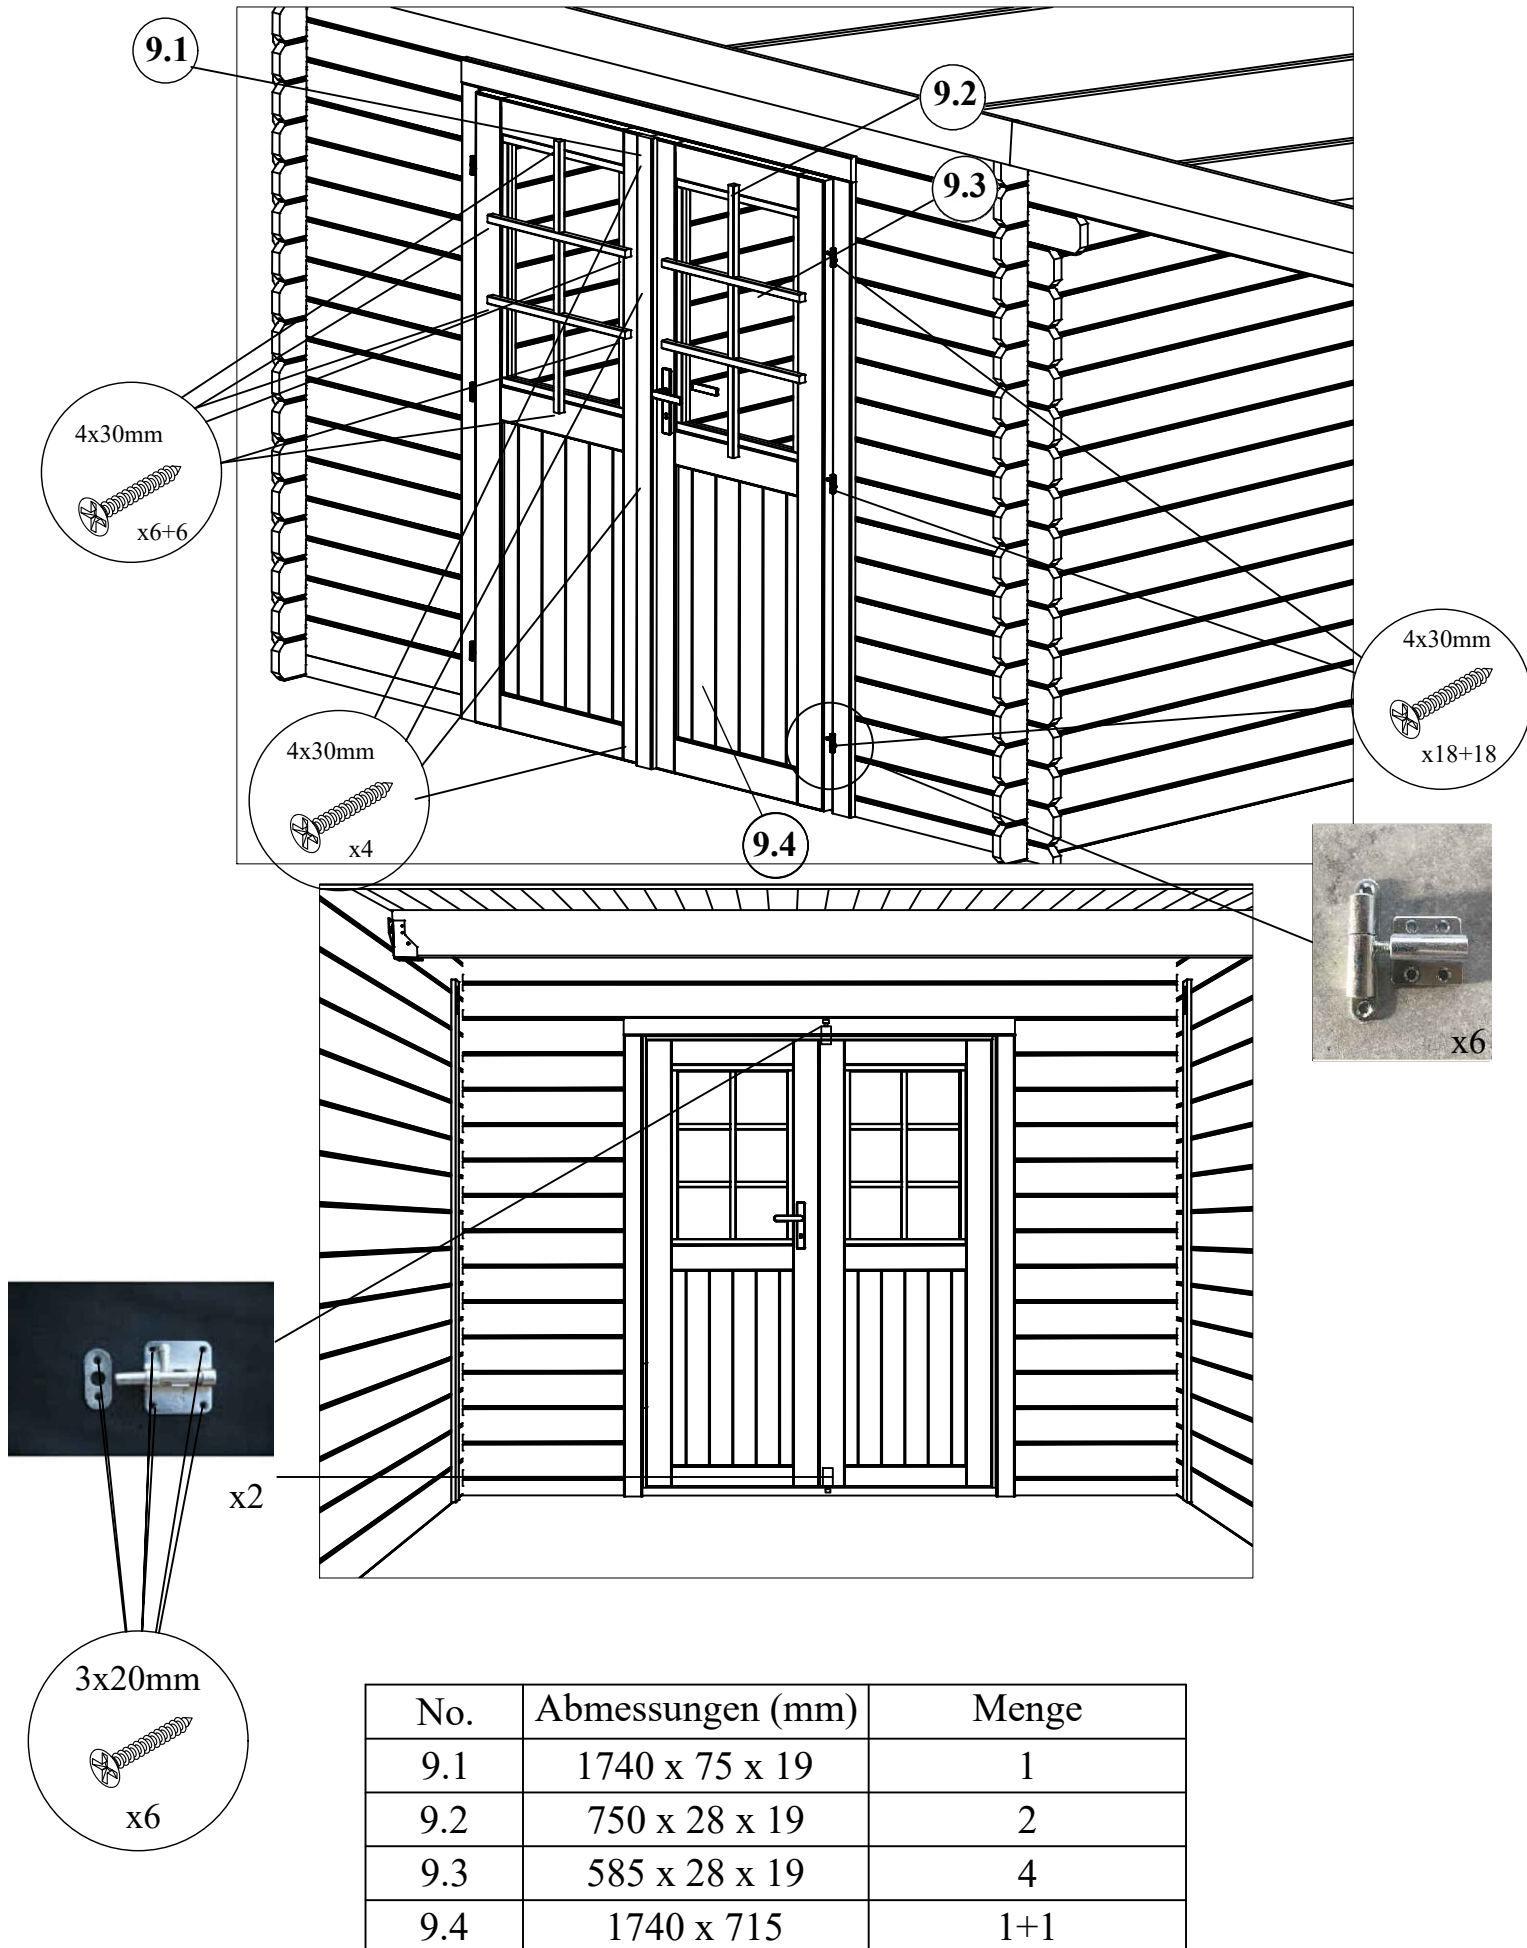 9.1
9.2
9.3
4x30mm
x6+6
4x30mm
x18+18
4x30mm
x4
9.4
x6
x2
3x20mm
x6
No. Abmessungen (mm) Menge
9.1 1740 x 75 x 19 1
9.2 750 x 28 x 19 2
9.3 585 x 28 x 19 4
9.4 1740 x 715 1+1